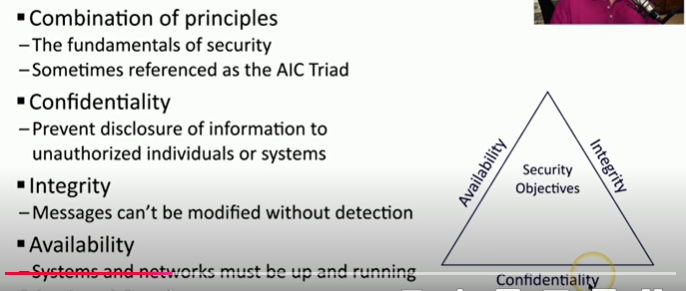 ▪ Combination of principles
– The fundamentals of security
– Sometimes referenced as the AIC Triad
▪ Confidentiality
– Prevent disclosure of information to
unauthorized individuals or systems
▪ Integrity
– Messages can't be modified without detection
▪ Availability
– Systems and networks must be up and running
Availability
Integrity
Security
Objectives
Confidentiality